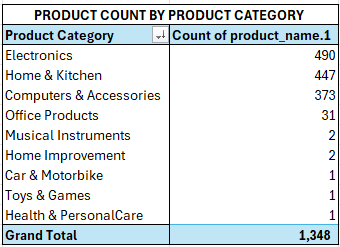 PRODUCT COUNT BY PRODUCT CATEGORY
Product Category Count of product_name.1
Electronics 490
Home & Kitchen 447
Computers & Accessories 373
Office Products 31
Musical Instruments 2
Home Improvement 2
Car & Motorbike 1
Toys & Games 1
Health & PersonalCare 1
Grand Total 1,348